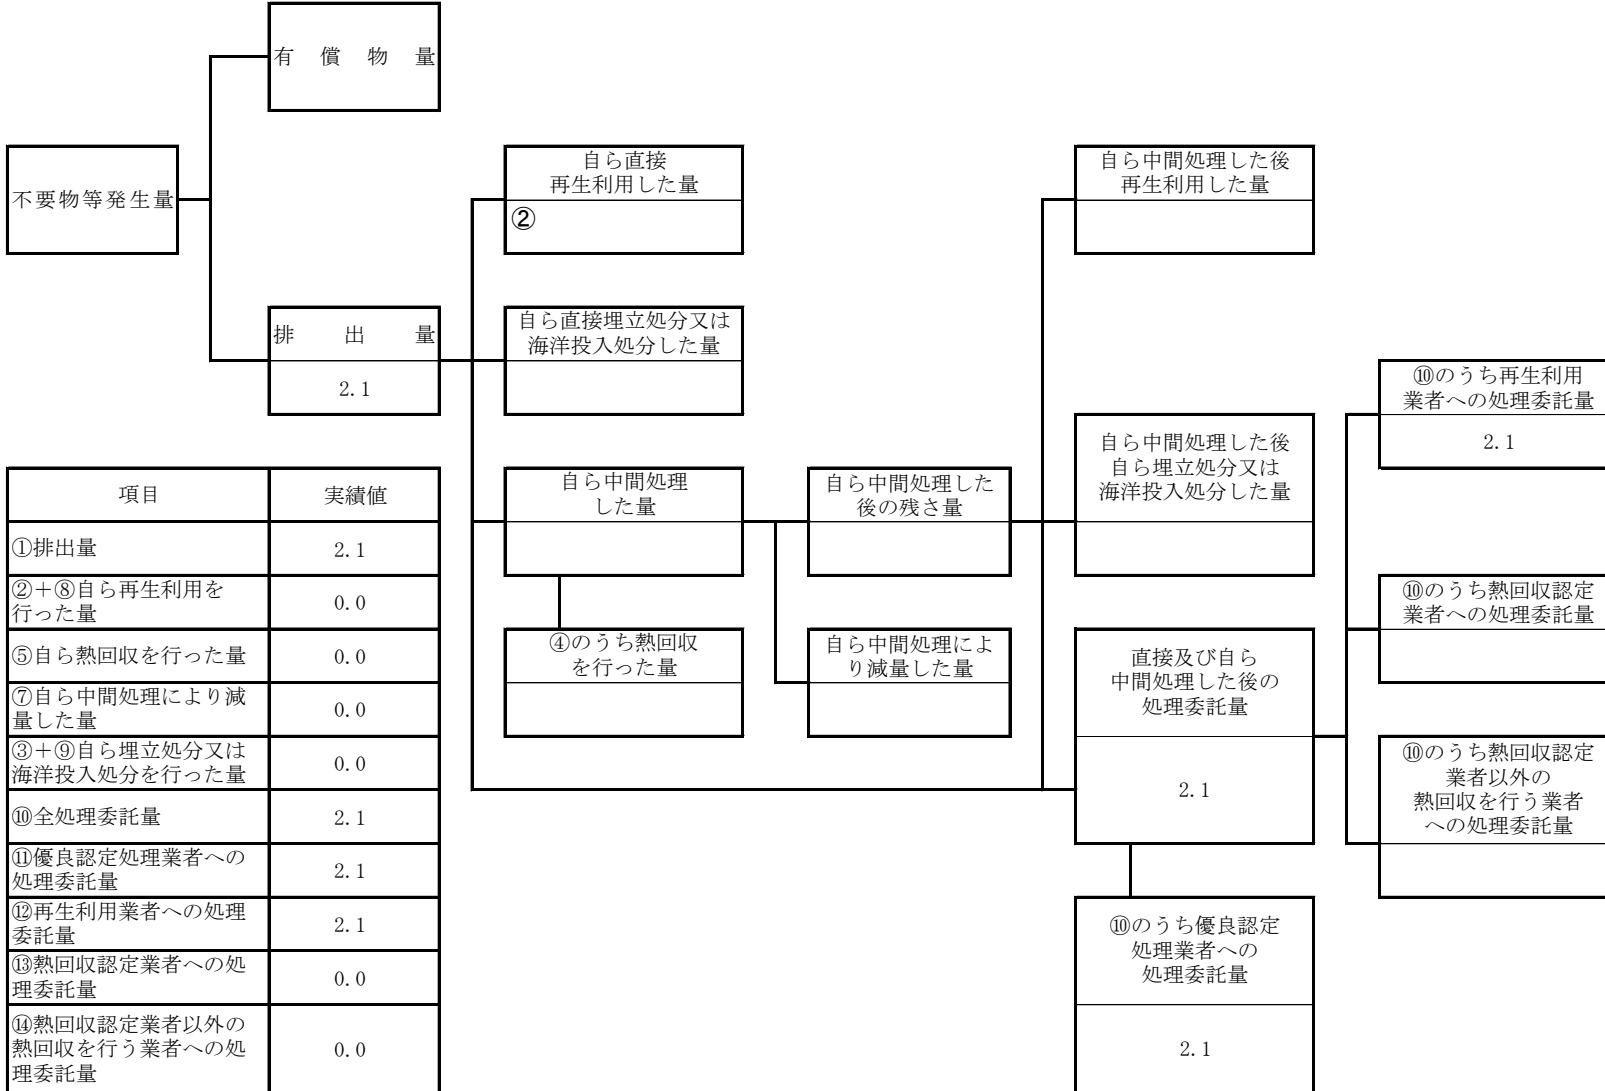 有償物量
不要物等発生量
自ら直接
再生利用した量
②
自ら中間処理した後
再生利用した量
排出量
2.1
自ら直接埋立処分又は
海洋投入処分した量
⑩のうち再生利用
業者への処理委託量
2.1
自ら中間処理した後
自ら埋立処分又は
海洋投入処分した量
自ら中間処理
した量
自ら中間処理した
後の残さ量
④のうち熱回収
を行った量
自ら中間処理によ
り減量した量
直接及び自ら
中間処理した後の
処理委託量
2.1
⑩のうち熱回収認定
業者への処理委託量
⑩のうち熱回収認定
業者以外の
熱回収を行う業者
への処理委託量
⑩のうち優良認定
処理業者への
処理委託量
2.1
項目 実績値
①排出量 2.1
②+⑧自ら再生利用を
行った量 0.0
⑤自ら熱回収を行った量 0.0
⑦自ら中間処理により減
量した量 0.0
③+⑨自ら埋立処分又は
海洋投入処分を行った量 0.0
⑩全処理委託量 2.1
⑪優良認定処理業者への
処理委託量 2.1
⑫再生利用業者への処理
委託量 2.1
⑬熱回収認定業者への処
理委託量 0.0
⑭熱回収認定業者以外の
熱回収を行う業者への処
理委託量 0.0